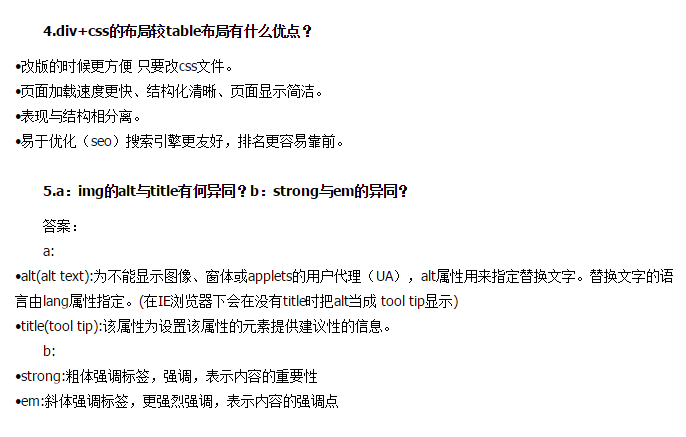 4.div+css的布局较table布局有什么优点？
•改版的时候更方便 只要改css文件。
•页面加载速度更快、结构化清晰、页面显示简洁。
•表现与结构相分离。
•易于优化（seo）搜索引擎更友好，排名更容易靠前。
5.a：img的alt与title有何异同？b：strong与em的异同？
答案：
a:
•alt(alt text):为不能显示图像、窗体或applets的用户代理（UA），alt属性用来指定替换文字。替换文字的语
言由lang属性指定。(在IE浏览器下会在没有title时把alt当成 tool tip显示)
•title(tool tip):该属性为设置该属性的元素提供建议性的信息。
b:
•strong:粗体强调标签，强调，表示内容的重要性
•em:斜体强调标签，更强烈强调，表示内容的强调点